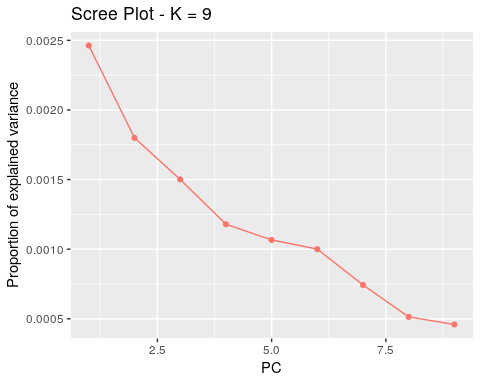 Scree Plot - K = 9
Proportion of explained variance
0.0025
0.0020
0.0015
0.0010
0.0005
2.5
5.0
7.5
PC